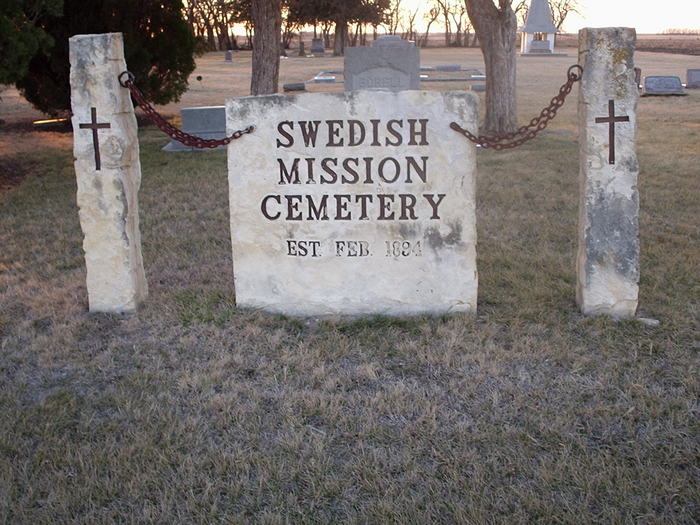 SWEDISH
MISSION
CEMETERY
EST. FEB. 1894